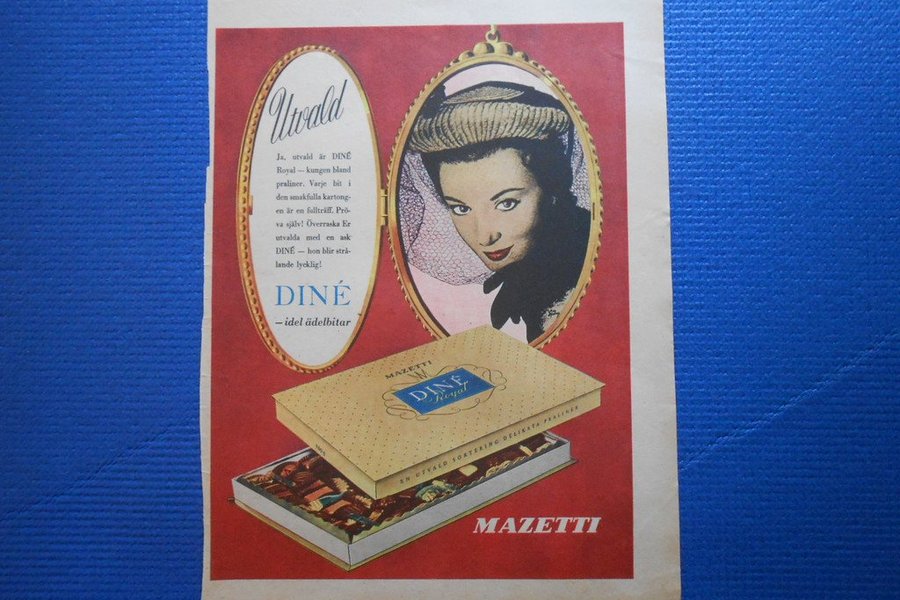 Utvald
Ja, utvald är DINÉ
Royal — kungen bland
praliner. Varje bit i
den smakfulla kartong-
en är en fullträff. Prö-
va själv! Överraska Er
utvalda med en ask
DINÉ — hon blir strå-
lande lycklig!
DINÉ
— idel ädelbitar
MAZETTI
DINÉ
Royal
EN UTVALD SORTERING DELIKATA PRALINER
MAZETTI